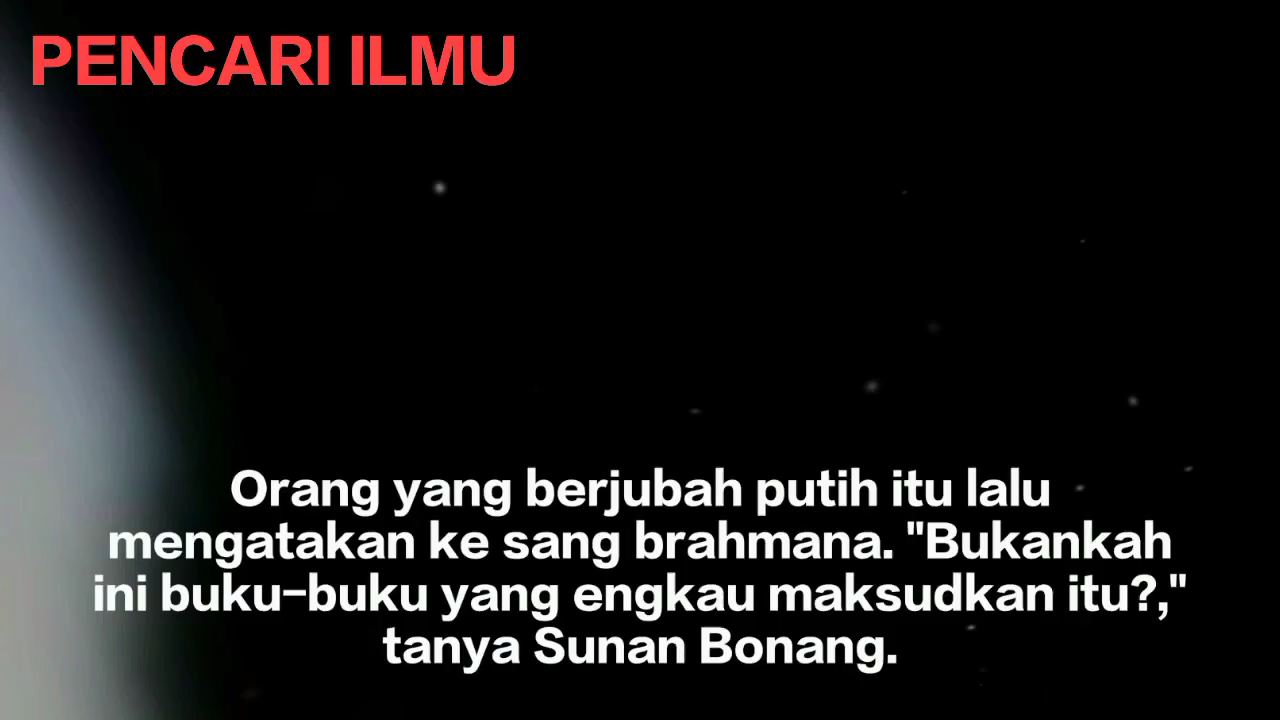 PENCARI ILMU
Orang yang berjubah putih itu lalu
mengatakan ke sang brahmana. "Bukankah
ini buku-buku yang engkau maksudkan itu?,"
tanya Sunan Bonang.